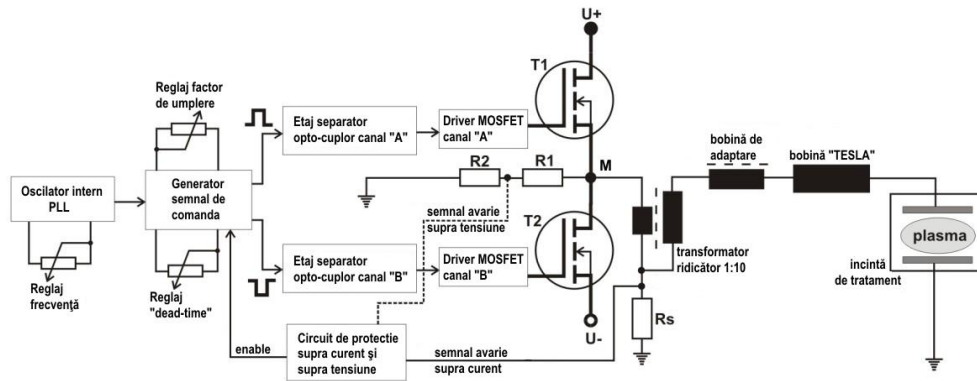 U+
Reglaj factor
de umplere
T1
Etaj separator
opto-cuplor canal "A"
Driver MOSFET
canal "A"
bobină de
adaptare
bobină "TESLA"
Oscilator intern
PLL
Generator
semnal de
comanda
R2
R1
M
semnal avarie
supra tensiune
T2
plasma
Reglaj
frecvenţă
Reglaj
"dead-time"
Etaj separator
opto-cuplor canal "B"
Driver MOSFET
canal "B"
transformator
ridicător 1:10
incintă
de tratament
Rs
U-
enable
Circuit de protectie
supra curent şi
supra tensiune
semnal avarie
supra curent